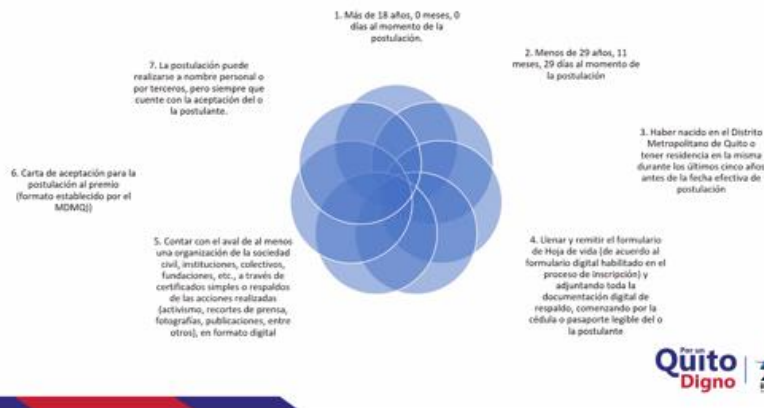 1. Más de 18 años, 0 meses, 0
días al momento de la
postulación.
2. Menos de 29 años, 11
meses, 29 días al momento de
la postulación
3. Haber nacido en el Distrito
Metropolitano de Quito o
tener residencia en la misma
durante los últimos cinco años
antes de la fecha efectiva de
postulación
4. Llenar y remitir el formulario
de Hoja de vida (de acuerdo al
formulario digital habilitado en el
proceso de inscripción) y
adjuntando toda la
documentación digital de
respaldo, comenzando por la
cédula o pasaporte legible del o
la postulante
5. Contar con el aval de al menos
una organización de la sociedad
civil, instituciones, colectivos,
fundaciones, etc., a través de
certificados simples o respaldos
de las acciones realizadas
(activismo, recortes de prensa,
fotografías, publicaciones, entre
otros), en formato digital
6. Carta de aceptación para la
postulación al premio
(formato establecido por el
MDMQ))
7. La postulación puede
realizarse a nombre personal o
por terceros, pero siempre que
cuente con la aceptación del o
la postulante.
Por un
Quito
Digno